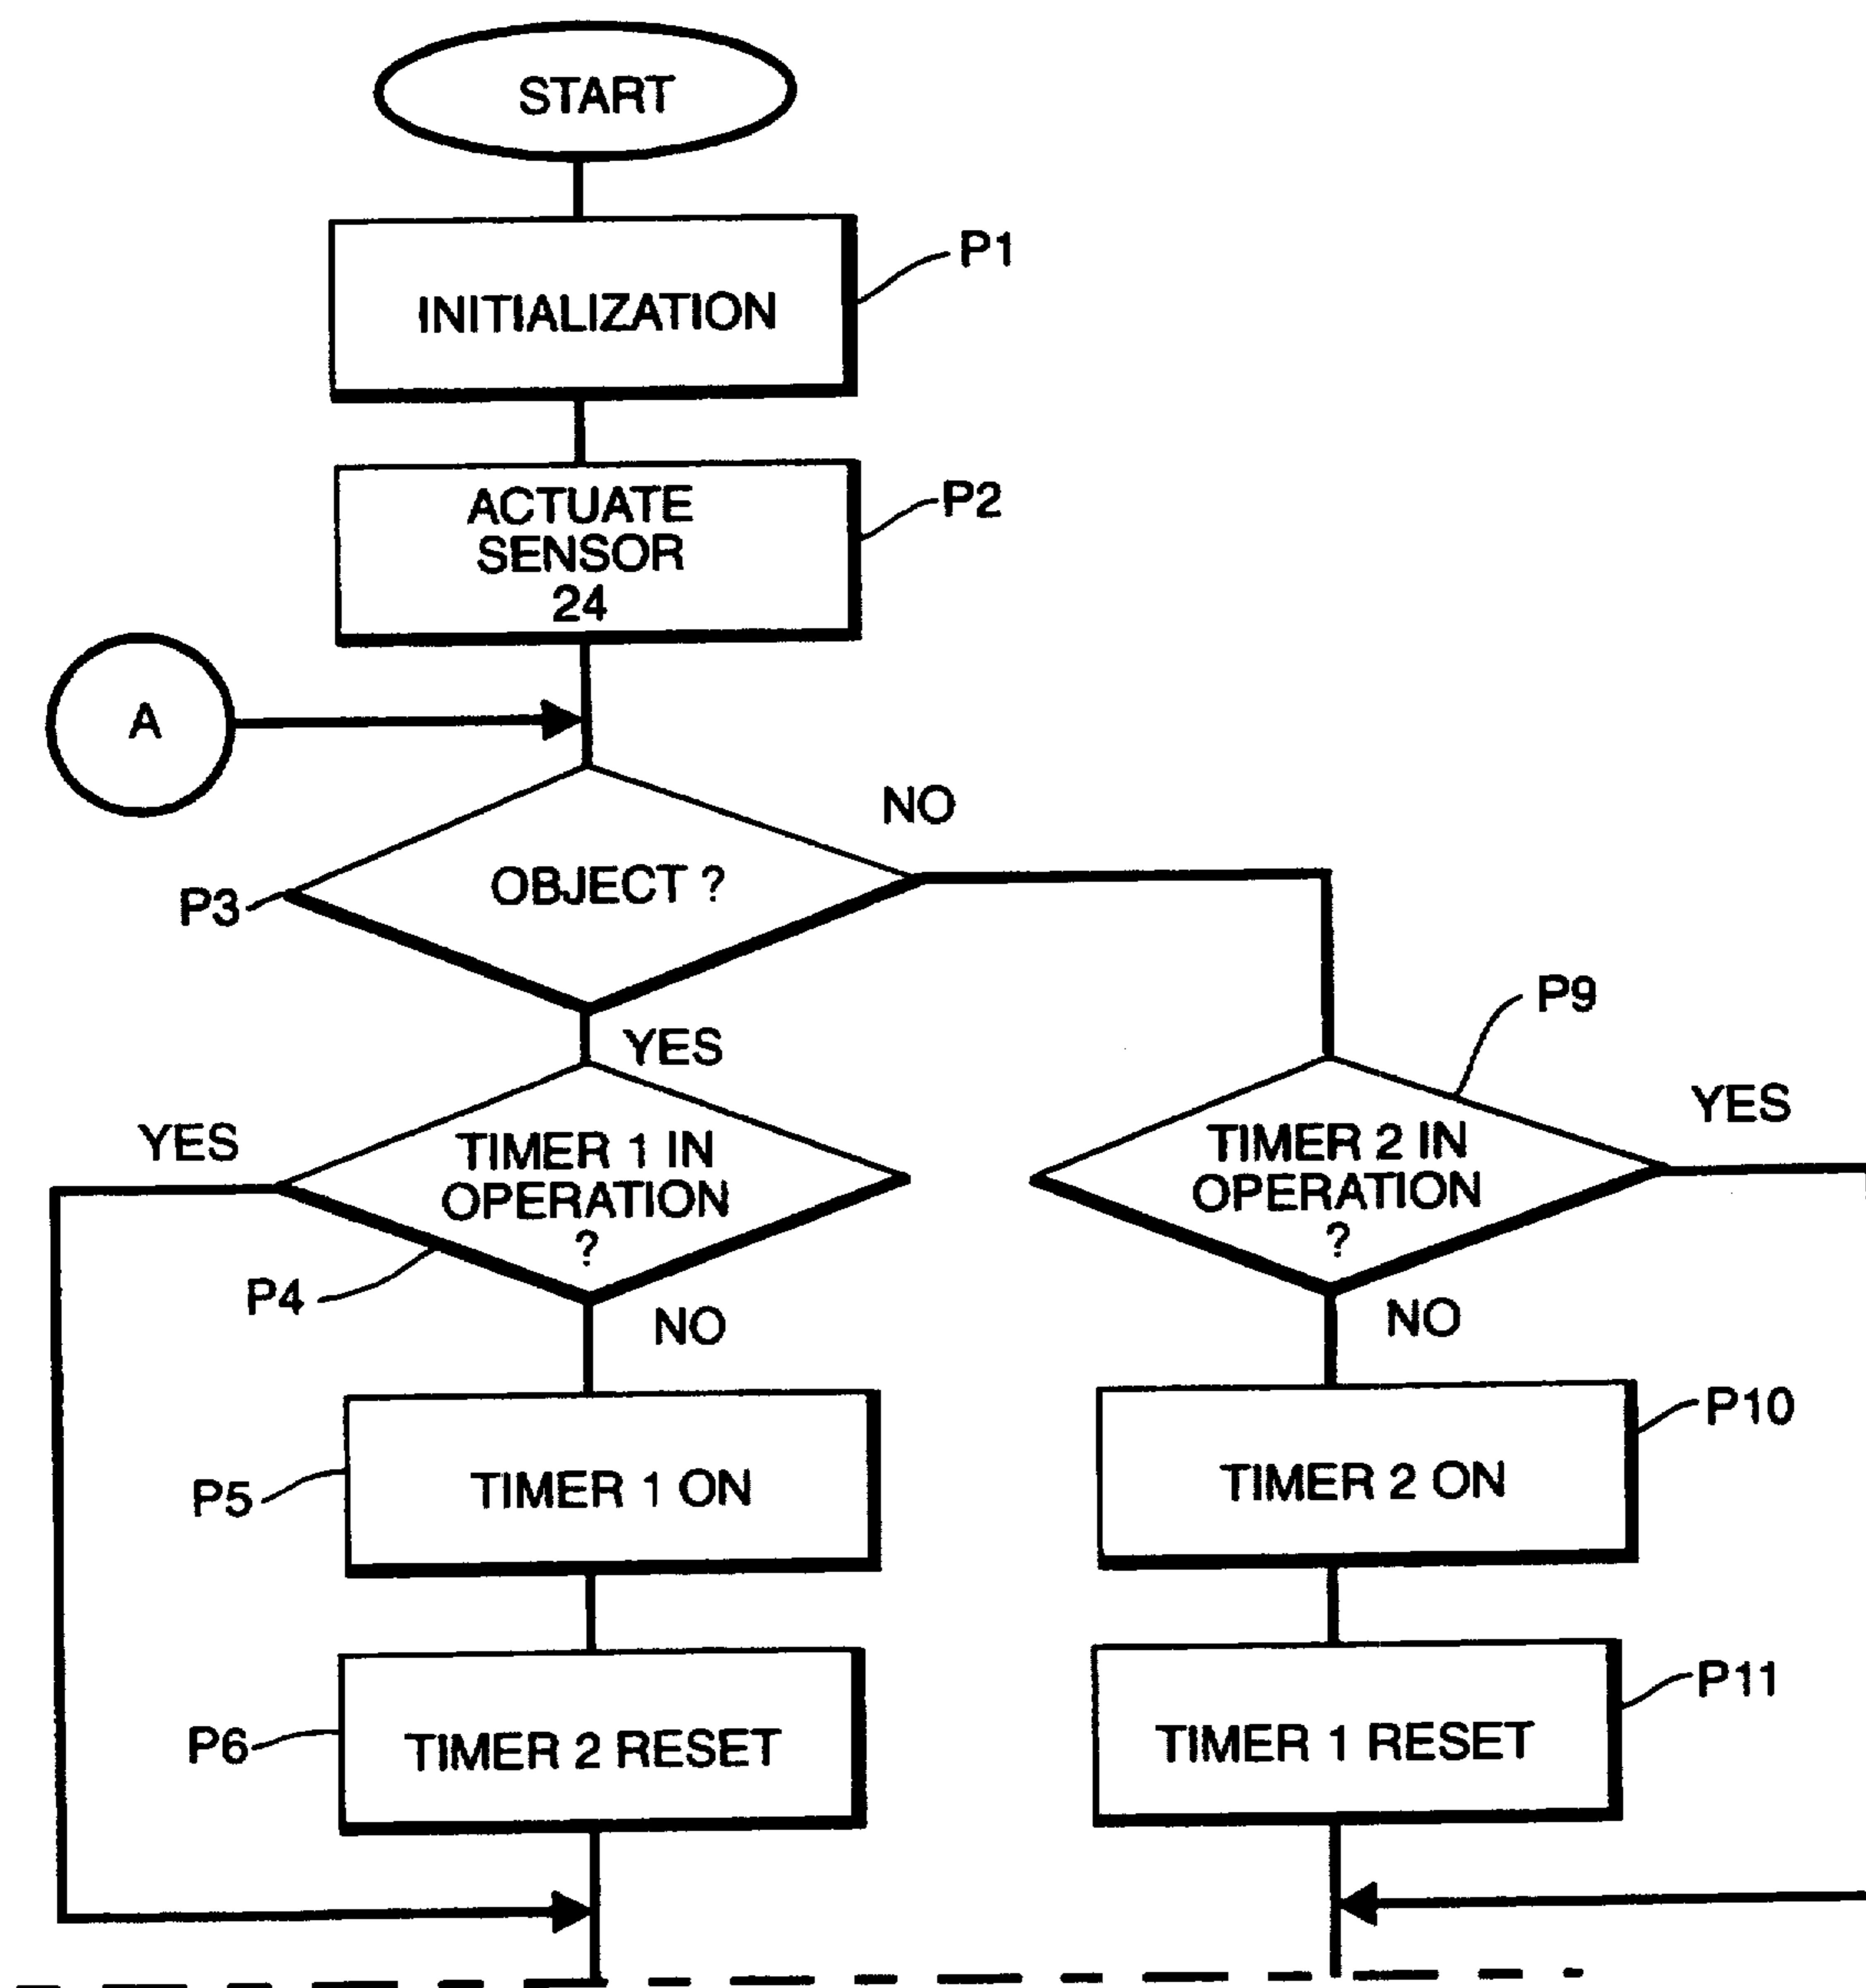 START
INITIALIZATION
P1
ACTUATE
SENSOR
24
P2
A
NO
OBJECT ?
P3
YES
P9
YES
TIMER 1 IN
OPERATION
?
P4
NO
TIMER 2 IN
OPERATION
?
YES
NO
P5
TIMER 1 ON
TIMER 2 ON
P10
P6
TIMER 2 RESET
TIMER 1 RESET
P11